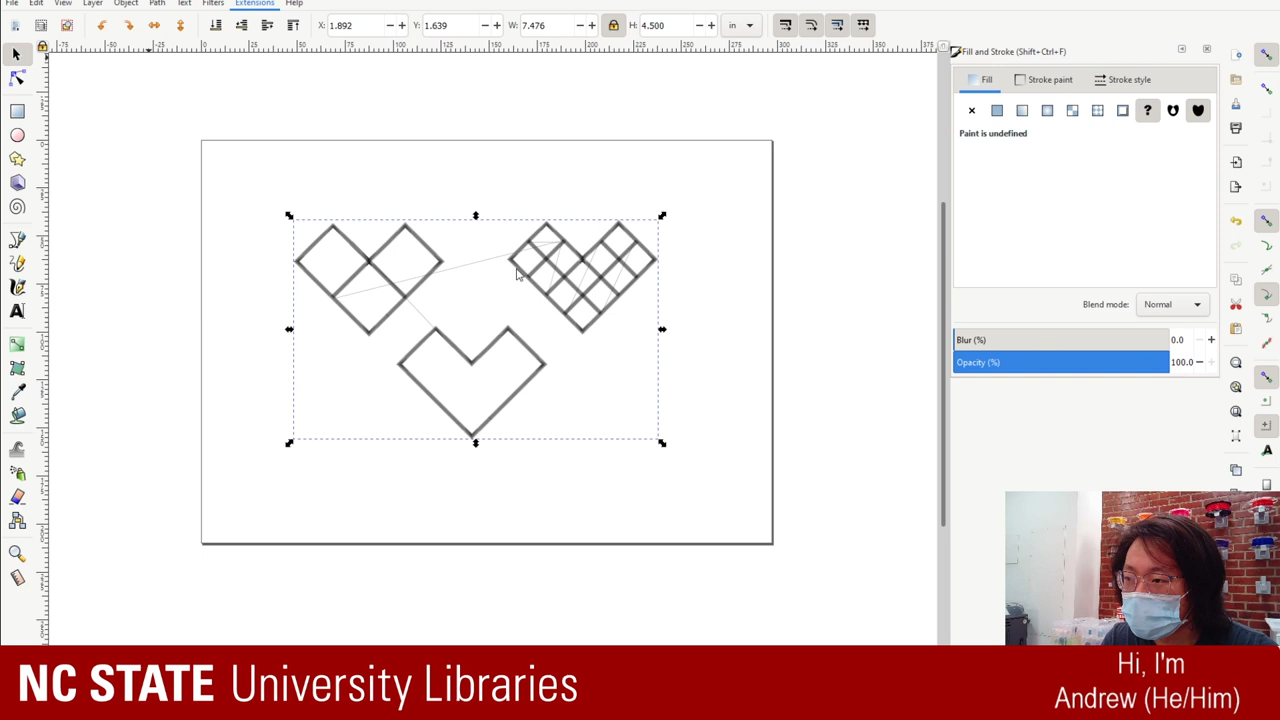 File Edit View Layer Object Path Text Filters Extensions Help
X: 1.892 − + Y: 1.639 − + W: 7.476 − + H: 4.500 − + in
Fill and Stroke (Shift+Ctrl+F)
Fill Stroke paint Stroke style
?
Paint is undefined
Blend mode: Normal
Blur (%) 0.0 − +
Opacity (%) 100.0 − +
NC STATE University Libraries
Hi, I'm
Andrew (He/Him)